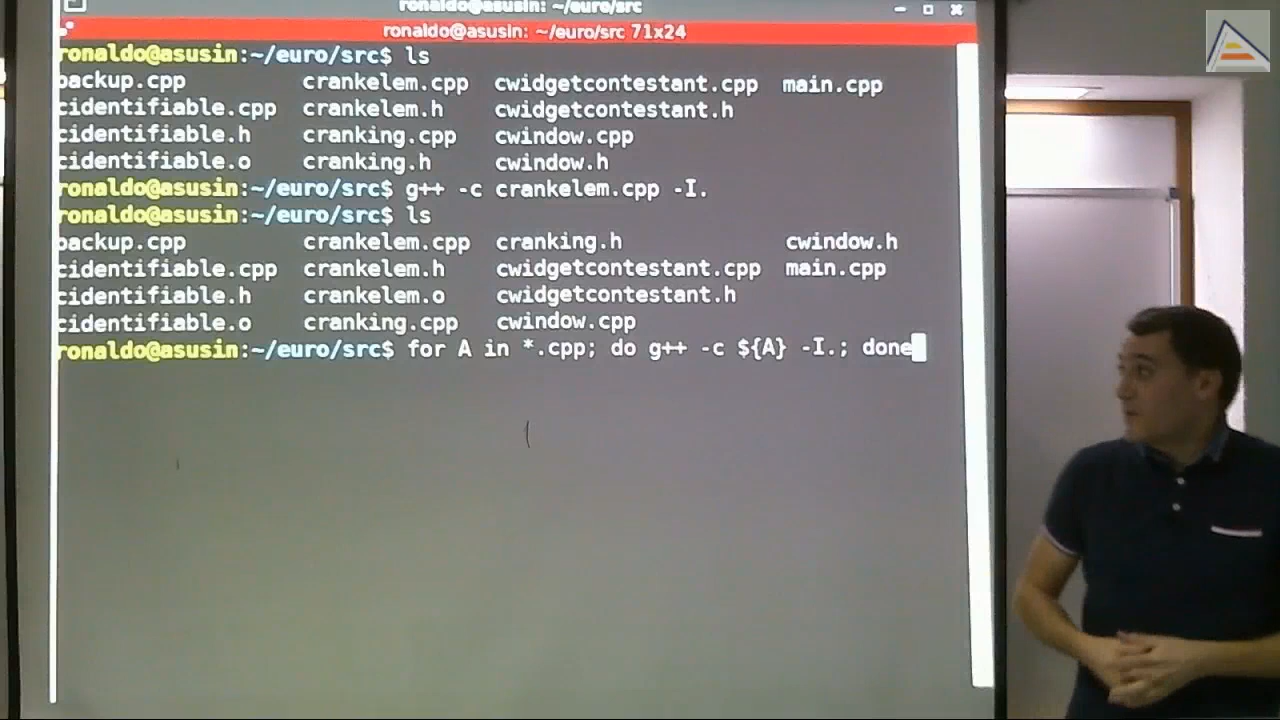 ronaldo@asusin: ~/euro/src
ronaldo@asusin: ~/euro/src 71x24
ronaldo@asusin:~/euro/src$ ls
backup.cpp crankelem.cpp cwidgetcontestant.cpp main.cpp
cidentifiable.cpp crankelem.h cwidgetcontestant.h
cidentifiable.h cranking.cpp cwindow.cpp
cidentifiable.o cranking.h cwindow.h
ronaldo@asusin:~/euro/src$ g++ -c crankelem.cpp -I.
ronaldo@asusin:~/euro/src$ ls
backup.cpp crankelem.cpp cranking.h cwindow.h
cidentifiable.cpp crankelem.h cwidgetcontestant.cpp main.cpp
cidentifiable.h crankelem.o cwidgetcontestant.h
cidentifiable.o cranking.cpp cwindow.cpp
ronaldo@asusin:~/euro/src$ for A in *.cpp; do g++ -c ${A} -I.; done